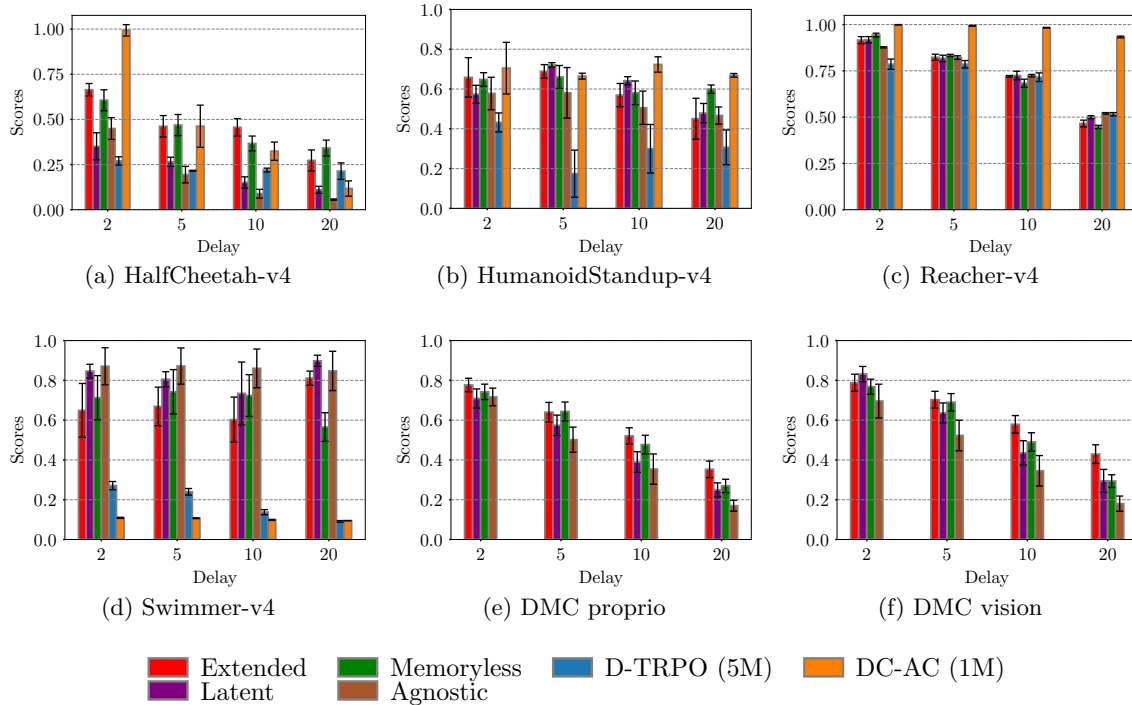 1.00
0.75
0.50
0.25
0.00
Scores
2 5 10 20
Delay
(a) HalfCheetah-v4
1.0
0.8
0.6
0.4
0.2
0.0
Scores
2 5 10 20
Delay
(b) HumanoidStandup-v4
1.00
0.75
0.50
0.25
0.00
Scores
2 5 10 20
Delay
(c) Reacher-v4
1.0
0.8
0.6
0.4
0.2
0.0
Scores
2 5 10 20
Delay
(d) Swimmer-v4
1.0
0.8
0.6
0.4
0.2
0.0
Scores
2 5 10 20
Delay
(e) DMC proprio
1.0
0.8
0.6
0.4
0.2
0.0
Scores
2 5 10 20
Delay
(f) DMC vision
Extended Memoryless D-TRPO (5M) DC-AC (1M)
Latent Agnostic